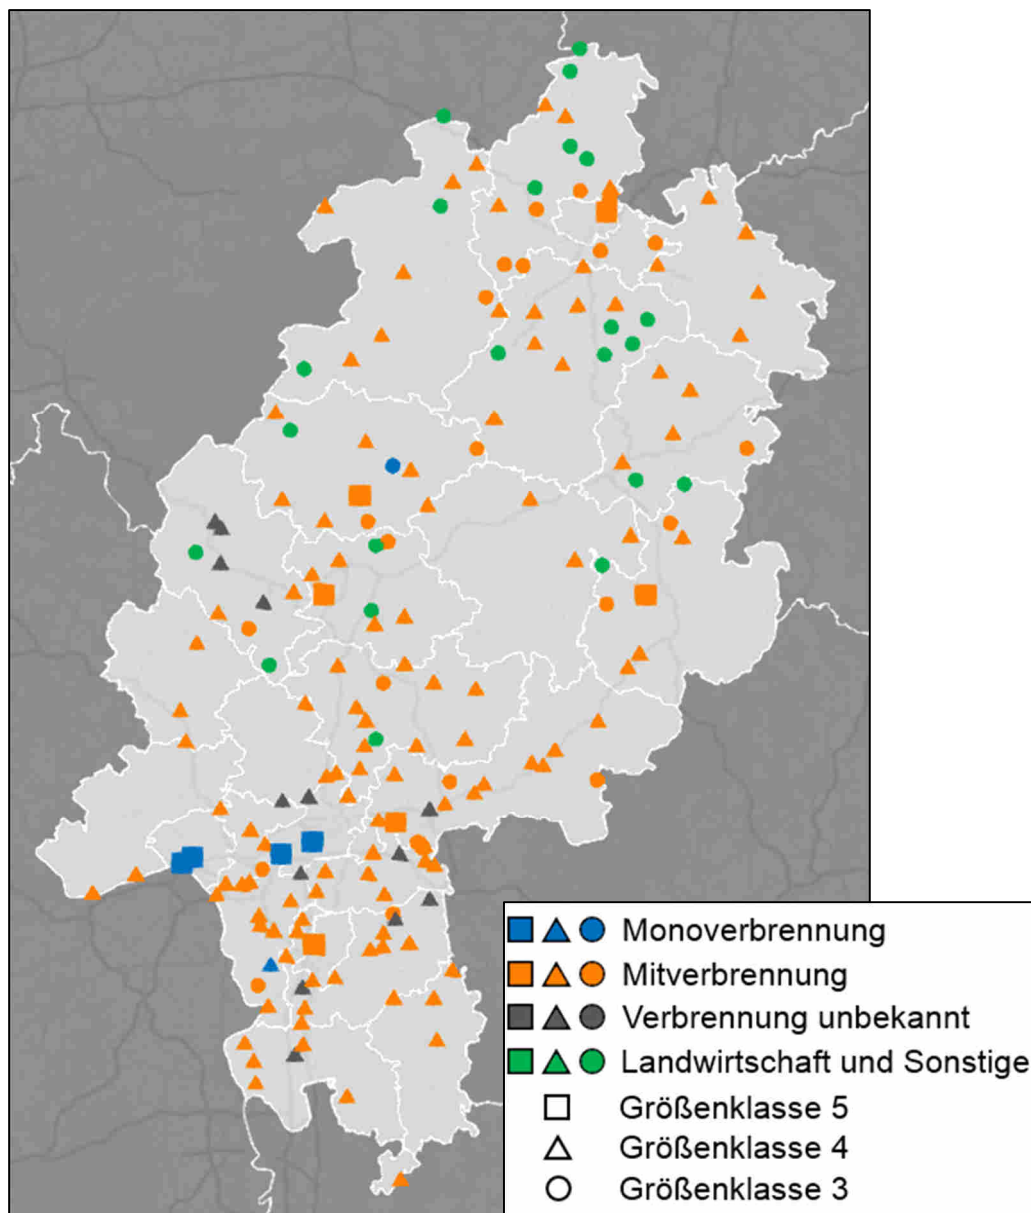 Monoverbrennung
Mitverbrennung
Verbrennung unbekannt
Landwirtschaft und Sonstige
Größenklasse 5
Größenklasse 4
Größenklasse 3